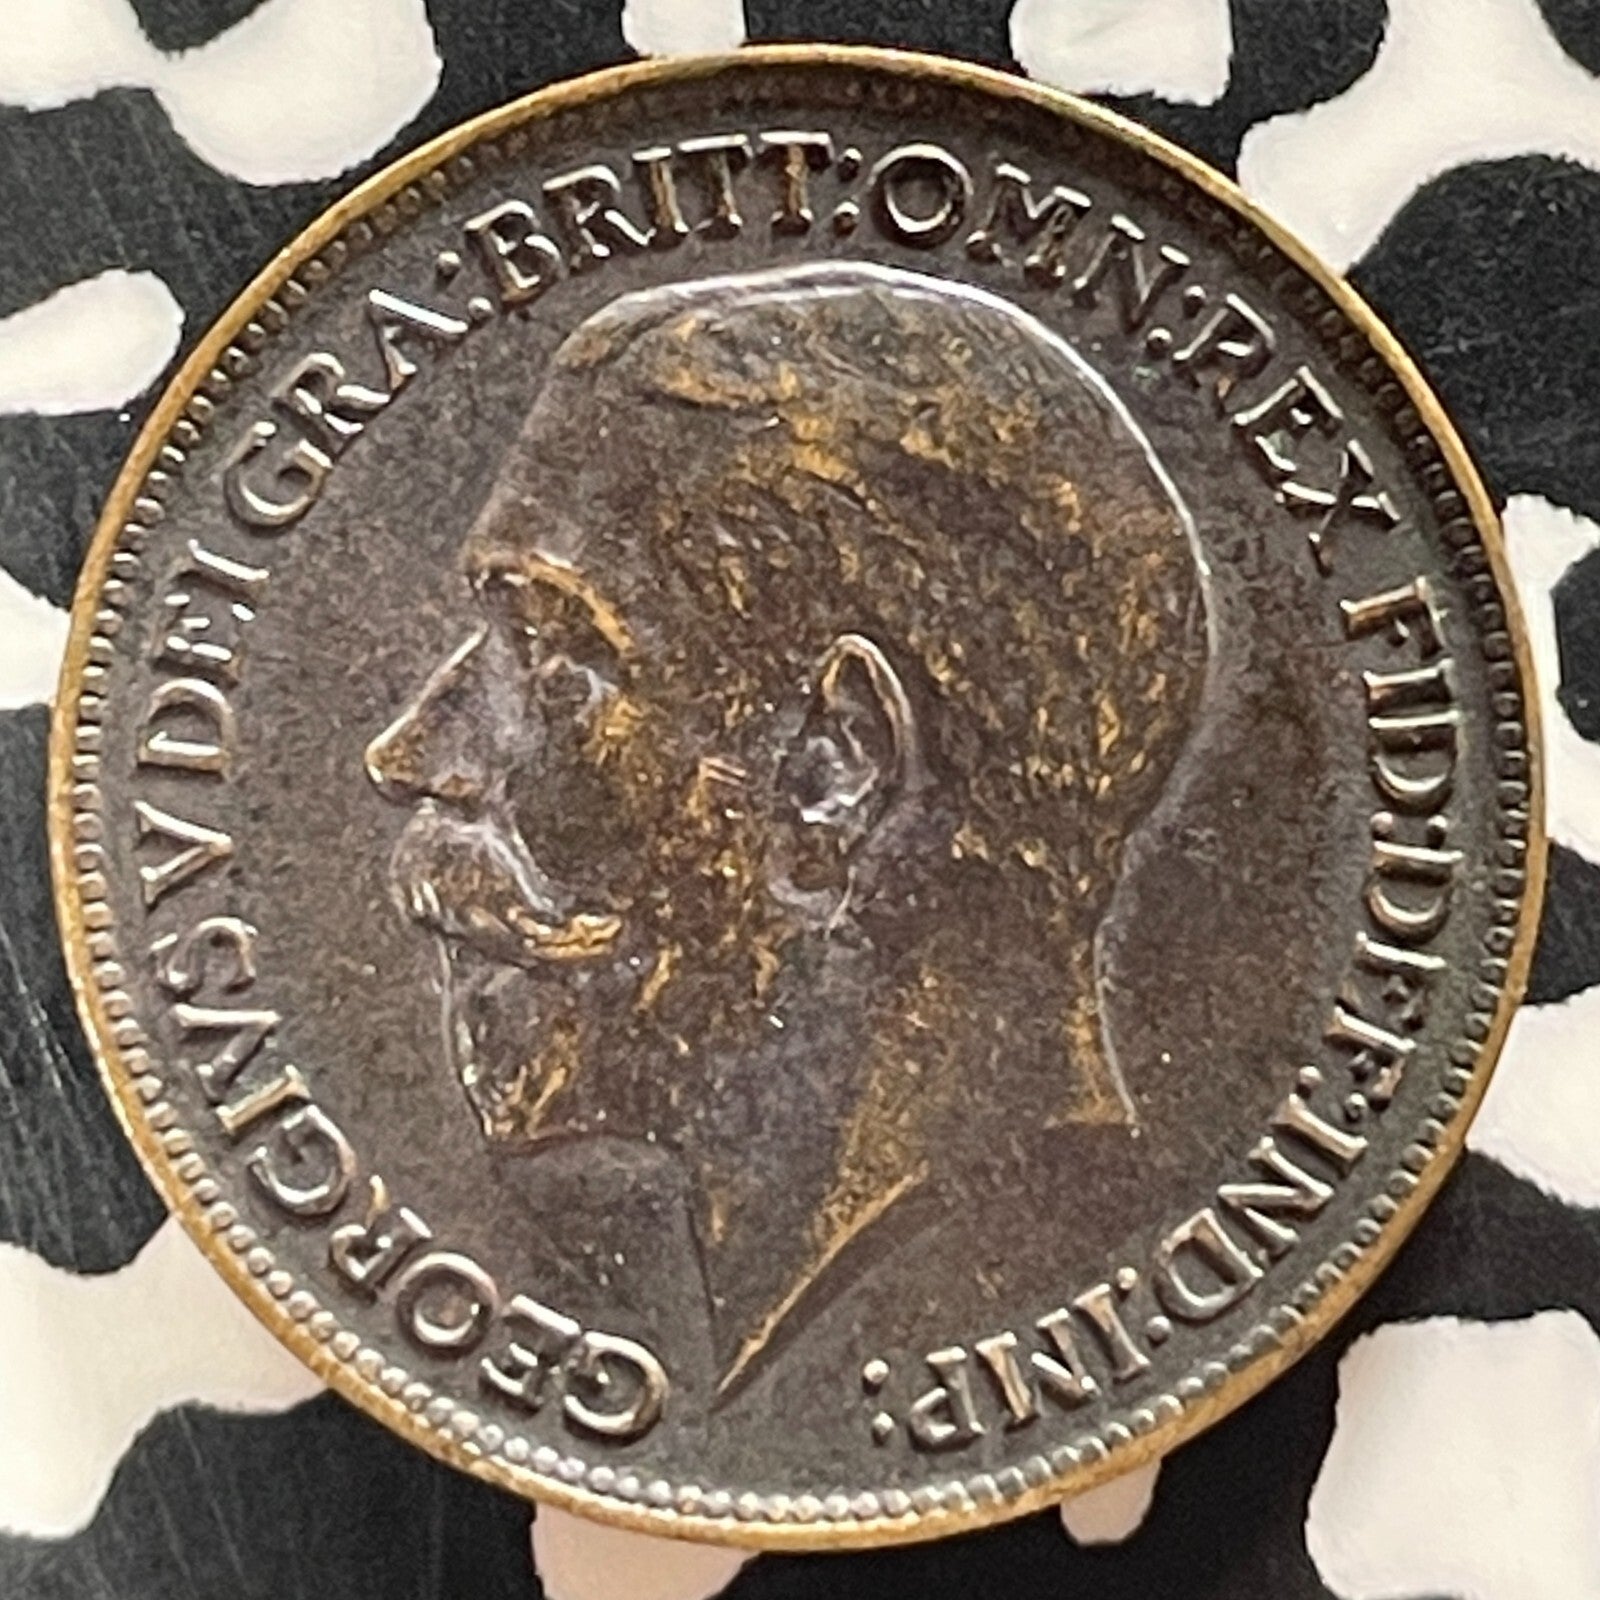 GEORGIVS V DEI GRA: BRITT: OMN: REX FID: DEF: IND: IMP: